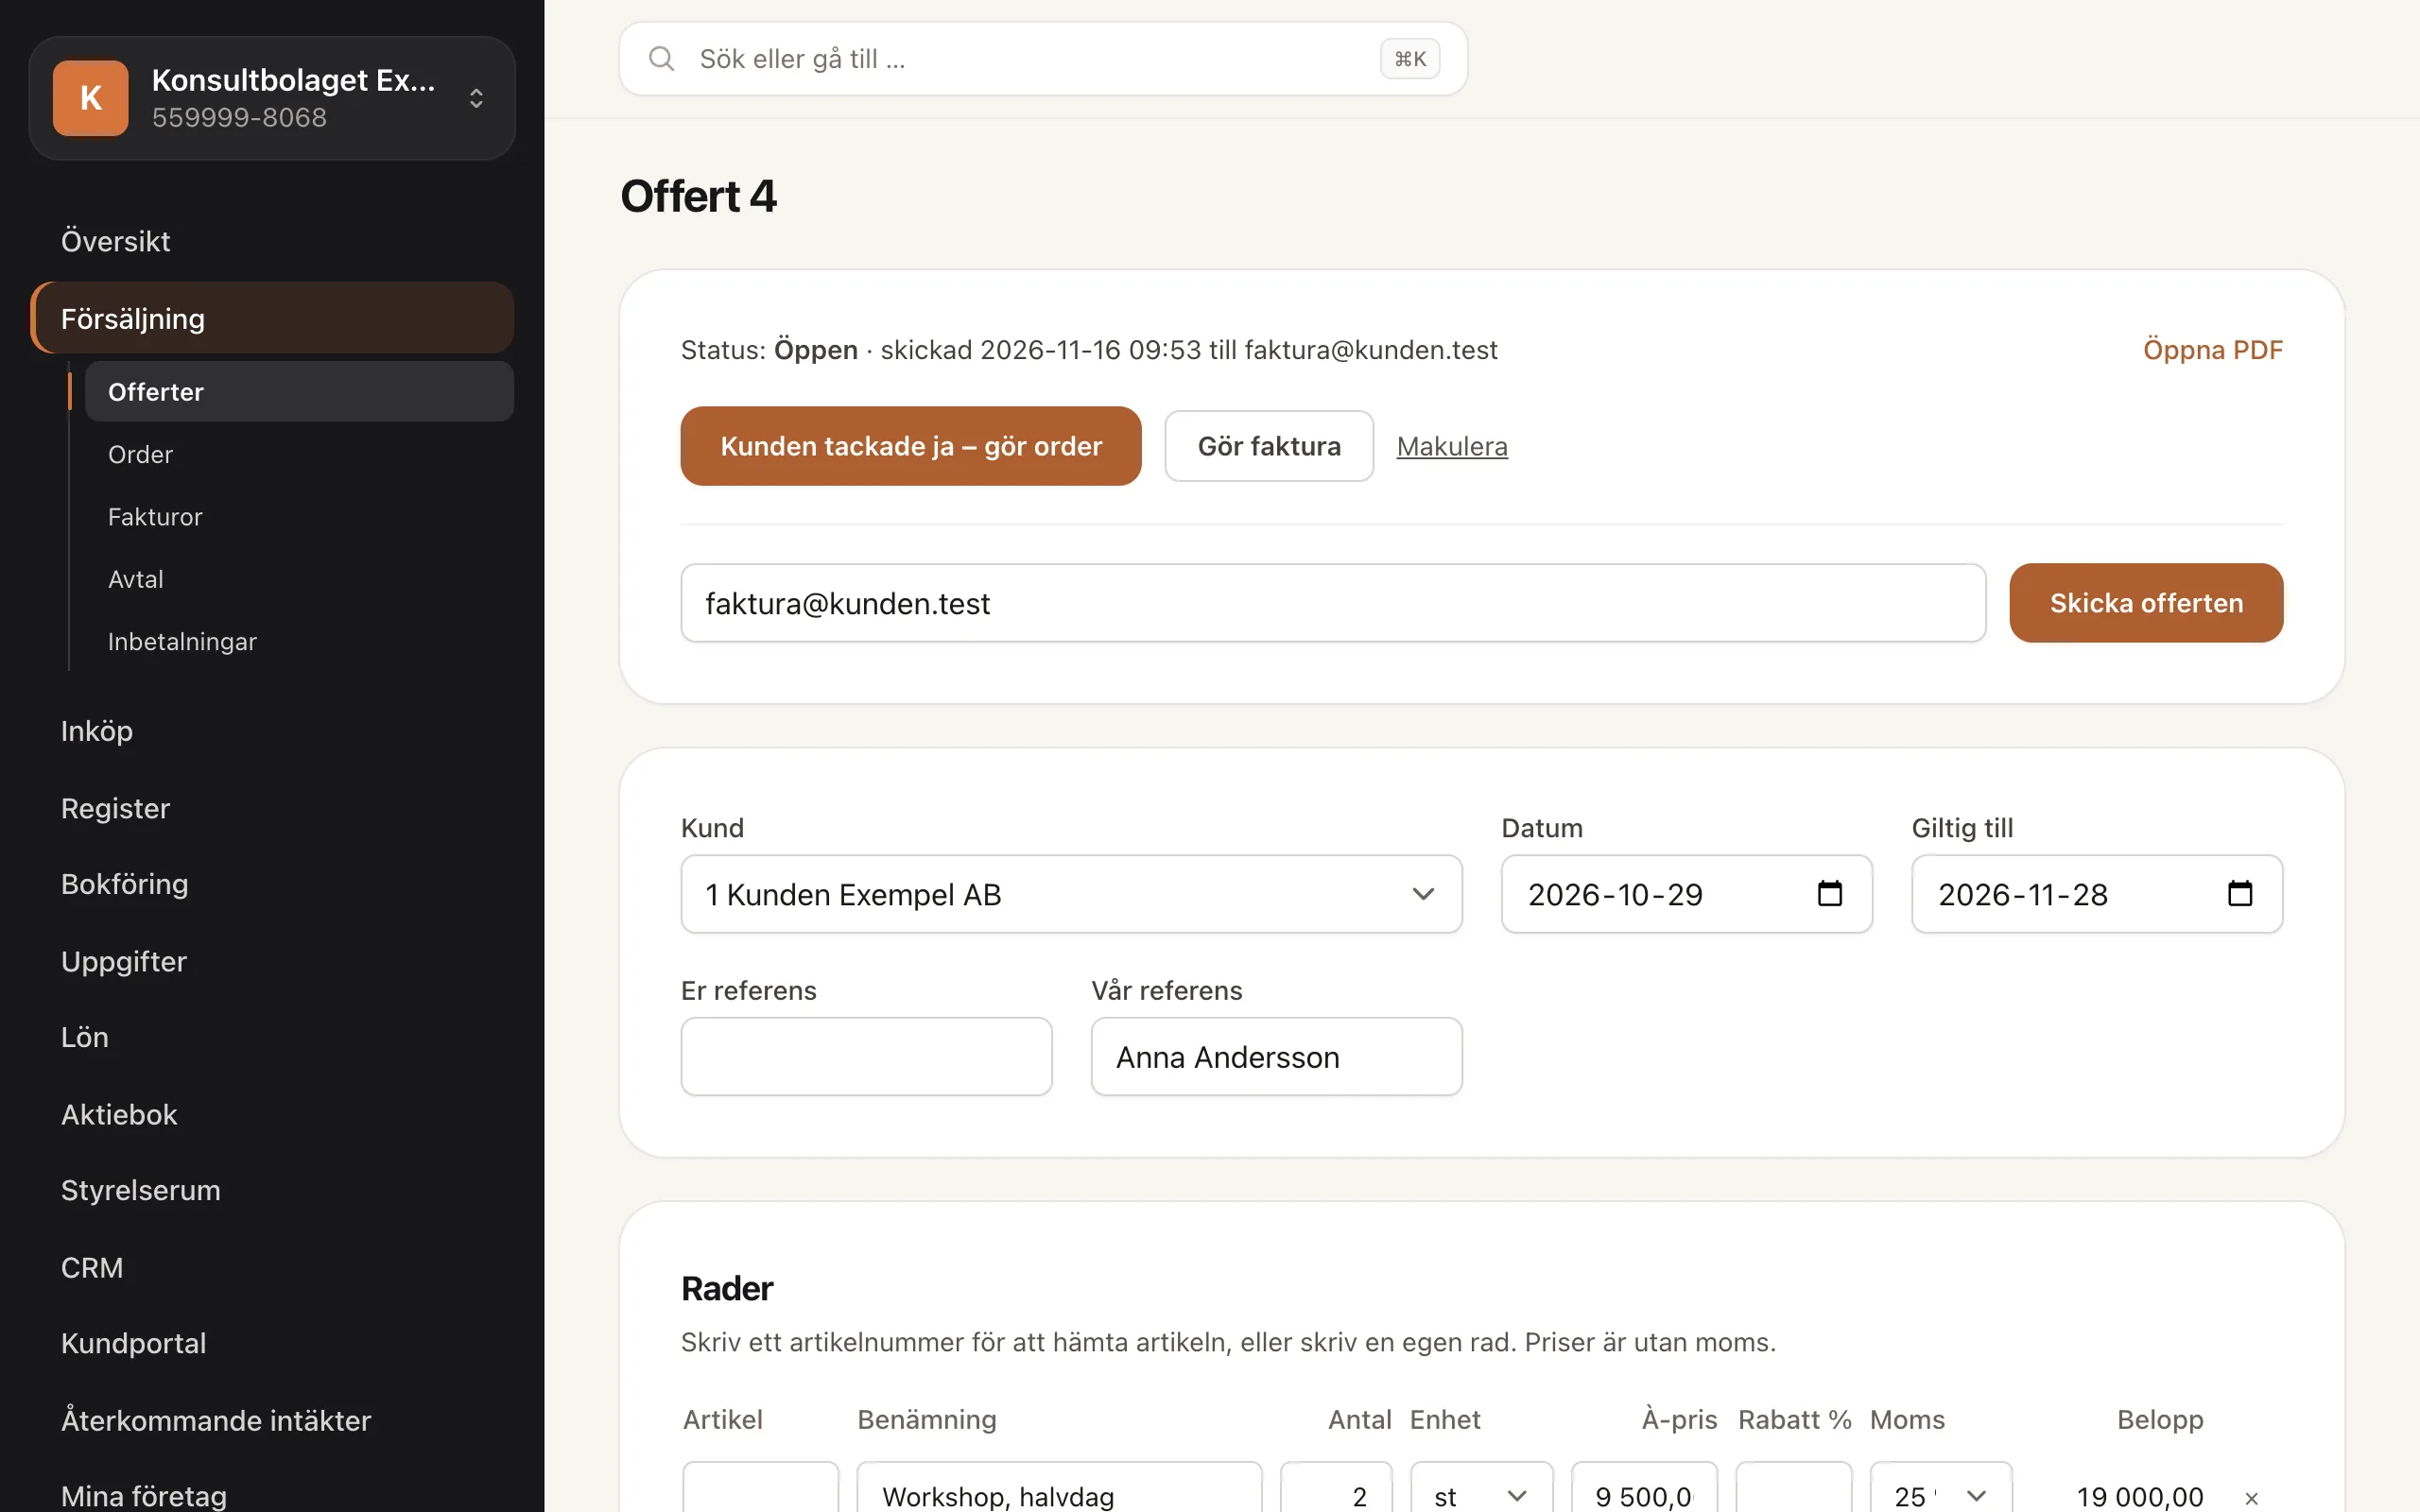 K
Konsultbolaget Ex...
559999-8068
Översikt
Försäljning
Offerter
Order
Fakturor
Avtal
Inbetalningar
Inköp
Register
Bokföring
Uppgifter
Lön
Aktiebok
Styrelserum
CRM
Kundportal
Återkommande intäkter
Mina företag
Sök eller gå till ...
⌘K
Offert 4
Status: Öppen · skickad 2026-11-16 09:53 till faktura@kunden.test
Öppna PDF
Kunden tackade ja – gör order
Gör faktura
Makulera
faktura@kunden.test
Skicka offerten
Kund
Datum
Giltig till
1 Kunden Exempel AB
2026-10-29
2026-11-28
Er referens
Vår referens
Anna Andersson
Rader
Skriv ett artikelnummer för att hämta artikeln, eller skriv en egen rad. Priser är utan moms.
Artikel Benämning Antal Enhet À-pris Rabatt % Moms Belopp
Workshop, halvdag 2 st 9 500,0 25 19 000,00 ×